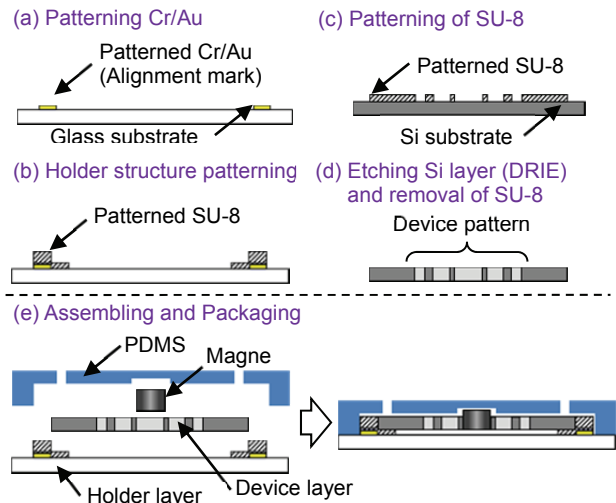 (a) Patterning Cr/Au
Patterned Cr/Au
(Alignment mark)
Glass substrate
(b) Holder structure patterning
Patterned SU-8
(c) Patterning of SU-8
Patterned SU-8
Si substrate
(d) Etching Si layer (DRIE)
and removal of SU-8
Device pattern
(e) Assembling and Packaging
PDMS
Magne
Device layer
Holder layer